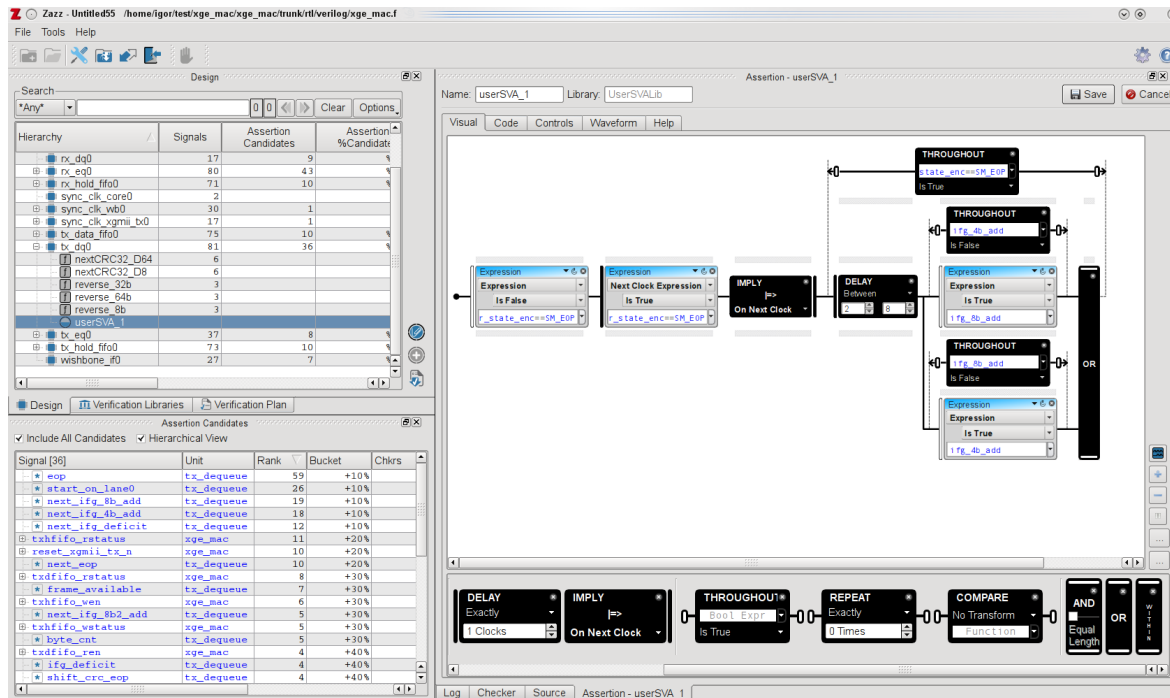 Zazz - Untitled55 /home/igor/test/xge_mac/xge_mac/trunk/rtl/verilog/xge_mac.f
File Tools Help
Design
Search
*Any* 0 0 Clear Options
Hierarchy Signals Assertion Candidates Assertion %Candidate
rx_dq0 17 9 %
rx_eq0 80 43 %
rx_hold_fifo0 71 10 %
sync_clk_core0 2
sync_clk_wb0 30 1
sync_clk_xgmii_tx0 17 1
tx_data_fifo0 75 10 %
tx_dq0 81 36 %
f nextCRC32_D64 6
f nextCRC32_D8 6
f reverse_32b 3
f reverse_64b 3
f reverse_8b 3
userSVA_1
tx_eq0 37 8 %
tx_hold_fifo0 73 10 %
wishbone_if0 27 7 %
Design Verification Libraries Verification Plan
Assertion Candidates
Include All Candidates Hierarchical View
Signal [36] Unit Rank Bucket Chkrs
eop tx_dequeue 59 +10%
start_on_lane0 tx_dequeue 26 +10%
next_ifg_8b_add tx_dequeue 19 +10%
next_ifg_4b_add tx_dequeue 18 +10%
next_ifg_deficit tx_dequeue 12 +10%
txhfifo_rstatus xge_mac 11 +20%
reset_xgmii_tx_n xge_mac 10 +20%
next_eop tx_dequeue 10 +20%
txdfifo_rstatus xge_mac 8 +30%
frame_available tx_dequeue 7 +30%
txhfifo_wen xge_mac 6 +30%
next_ifg_8b2_add tx_dequeue 5 +30%
txhfifo_wstatus xge_mac 5 +30%
byte_cnt tx_dequeue 5 +30%
txdfifo_ren xge_mac 4 +40%
ifg_deficit tx_dequeue 4 +40%
shift_crc_eop tx_dequeue 4 +40%
Assertion - userSVA_1
Name: userSVA_1 Library: UserSVALib Save Cancel
Visual Code Controls Waveform Help
THROUGHOUT
state_enc==SM_EOP
Is True
THROUGHOUT
ifg_4b_add
Is False
Expression
Expression
Is False
r_state_enc==SM_EOP
Expression
Next Clock Expression
Is True
r_state_enc==SM_EOP
IMPLY
|=>
On Next Clock
DELAY
Between
2 8
Expression
Expression
Is True
ifg_8b_add
THROUGHOUT
ifg_8b_add
Is False
OR
Expression
Expression
Is True
ifg_4b_add
DELAY
Exactly
1 Clocks
IMPLY
|=>
On Next Clock
THROUGHOUT
Bool Expr
Is True
REPEAT
Exactly
0 Times
COMPARE
No Transform
Function
AND
Equal
Length
OR
WITHIN
Log Checker Source Assertion - userSVA_1